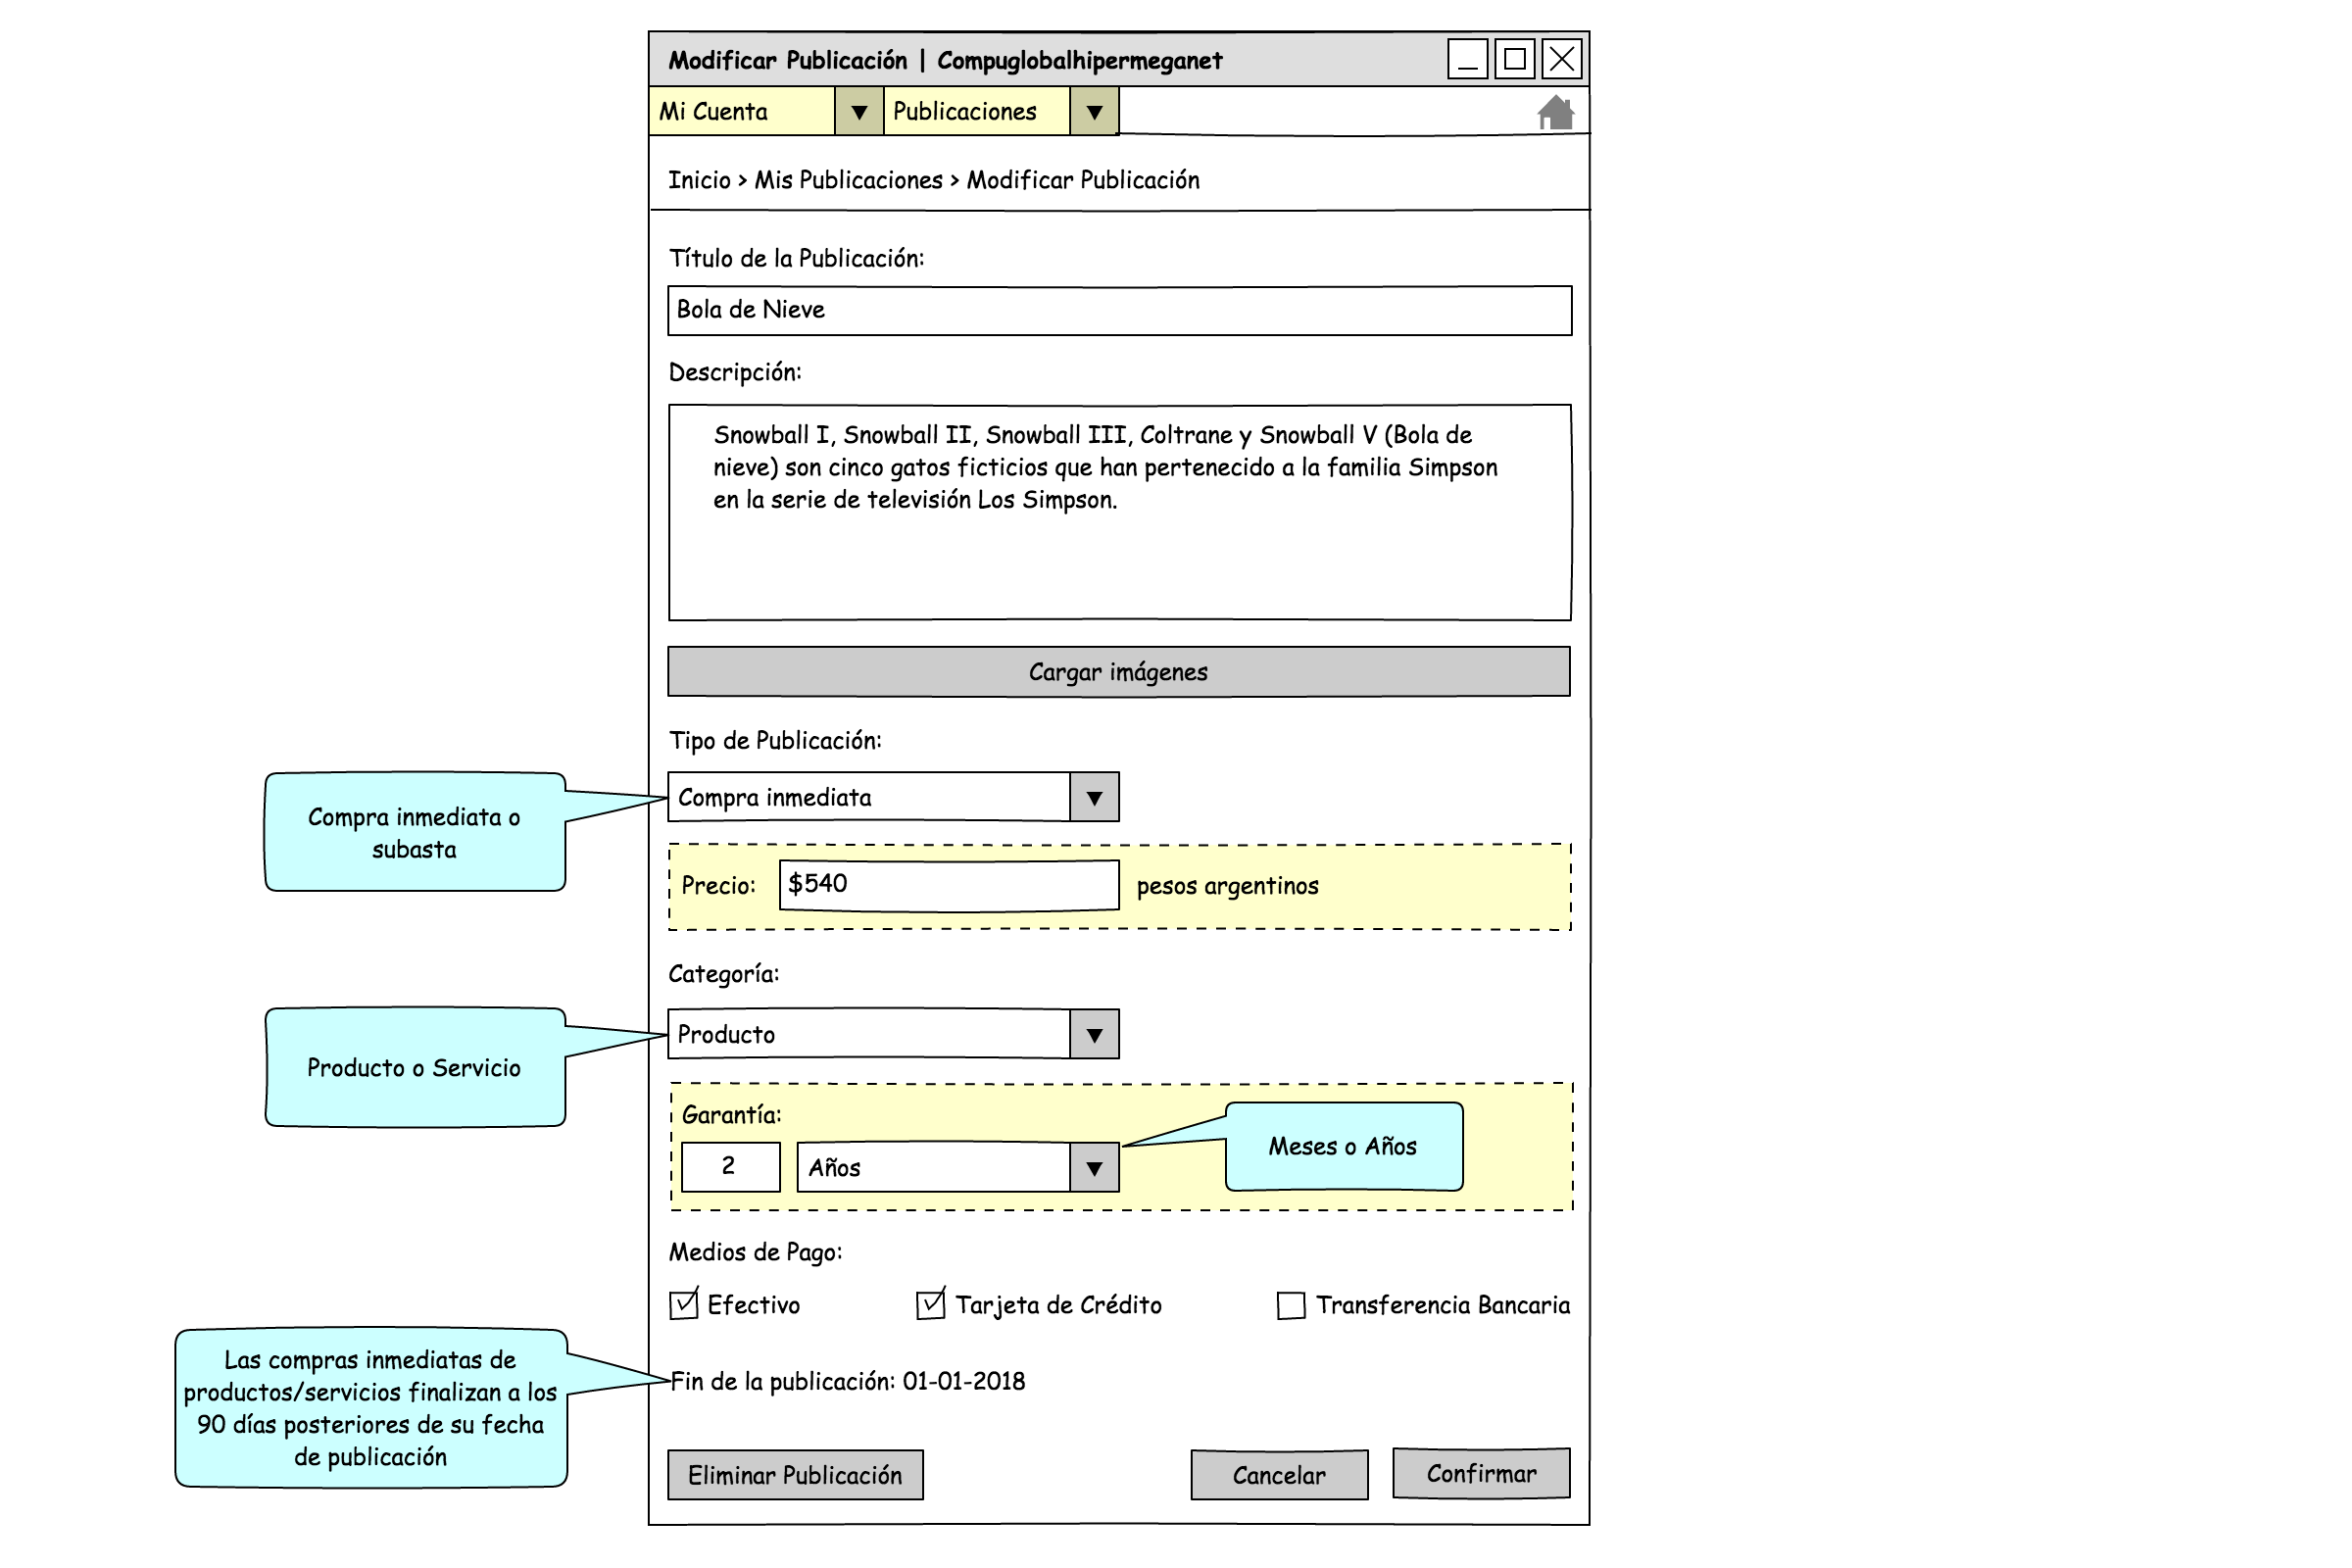 Modificar Publicación | Compuglobalhipermeganet
Mi Cuenta
Publicaciones
Inicio > Mis Publicaciones > Modificar Publicación
Título de la Publicación:
Bola de Nieve
Descripción:
Snowball I, Snowball II, Snowball III, Coltrane y Snowball V (Bola de
nieve) son cinco gatos ficticios que han pertenecido a la familia Simpson
en la serie de televisión Los Simpson.
Cargar imágenes
Tipo de Publicación:
Compra inmediata o
subasta
Compra inmediata
Precio:
$540
pesos argentinos
Categoría:
Producto o Servicio
Producto
Garantía:
2
Años
Meses o Años
Medios de Pago:
Efectivo
Tarjeta de Crédito
Transferencia Bancaria
Las compras inmediatas de
productos/servicios finalizan a los
90 días posteriores de su fecha
de publicación
Fin de la publicación: 01-01-2018
Eliminar Publicación
Cancelar
Confirmar